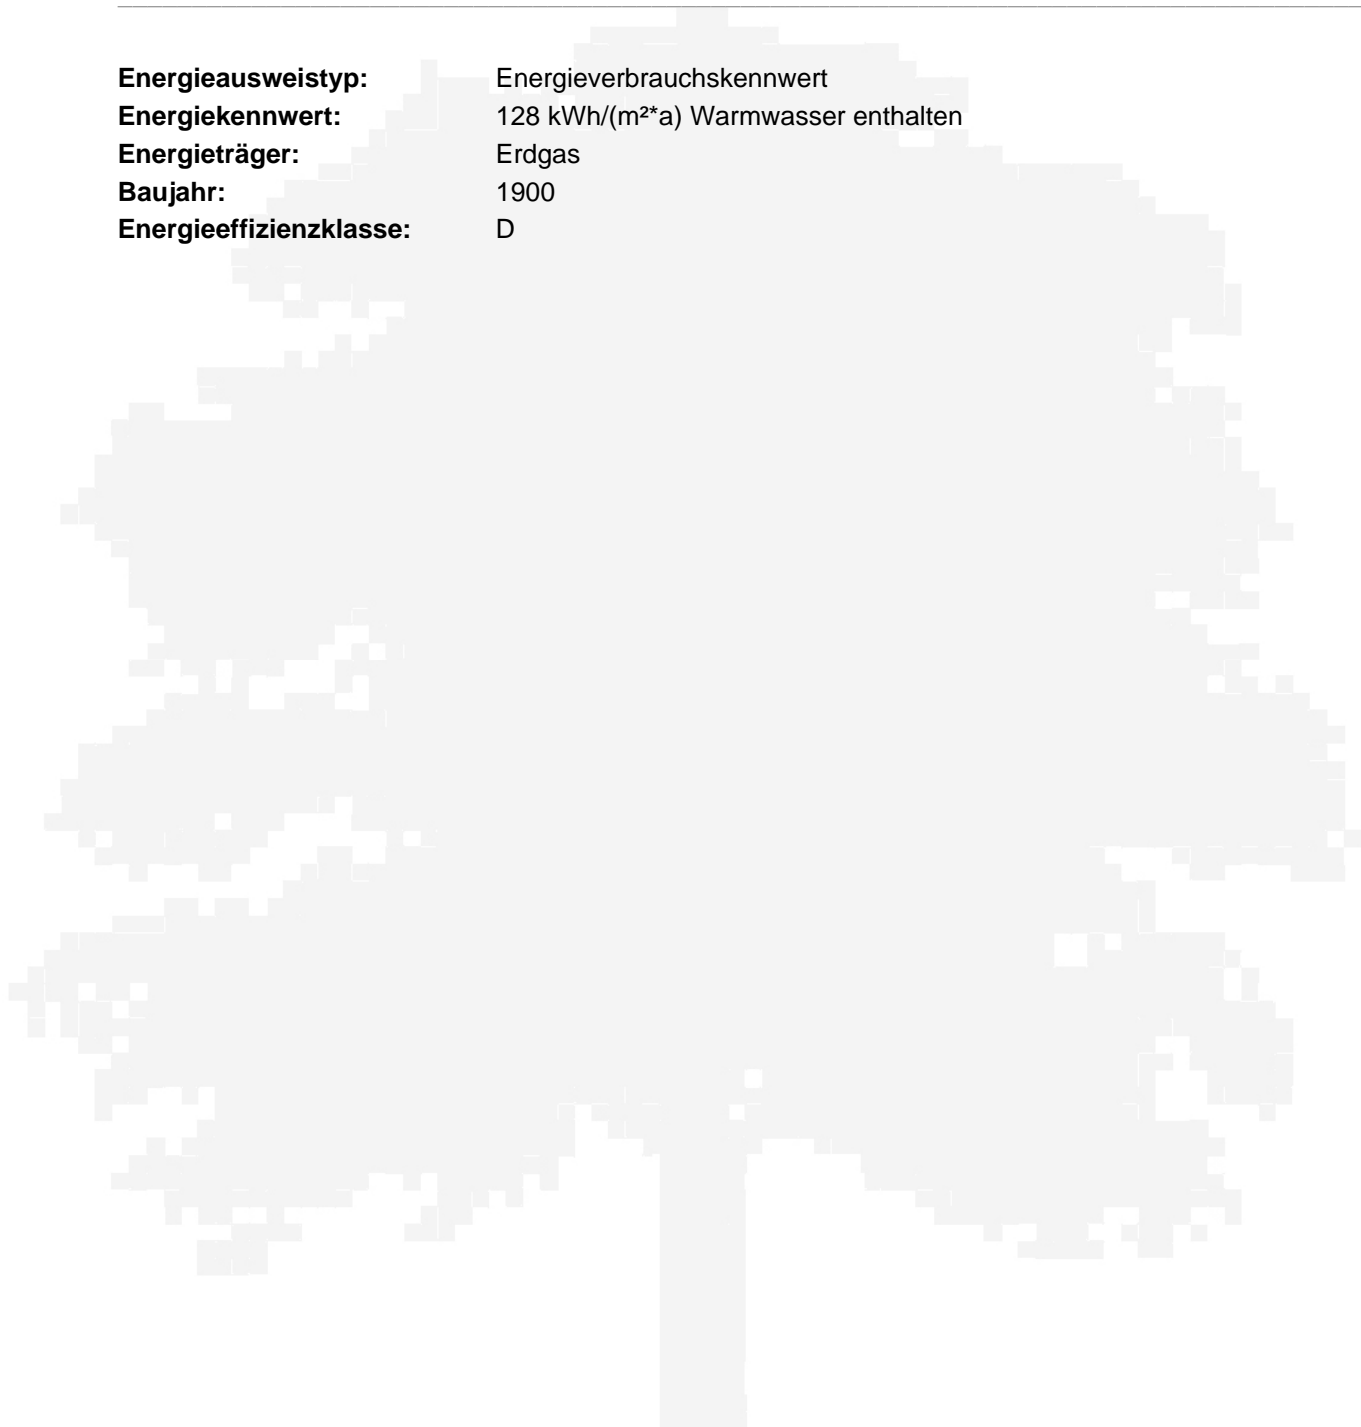 Energieausweistyp: Energieverbrauchskennwert
Energiekennwert: 128 kWh/(m²*a) Warmwasser enthalten
Energieträger: Erdgas
Baujahr: 1900
Energieeffizienzklasse: D